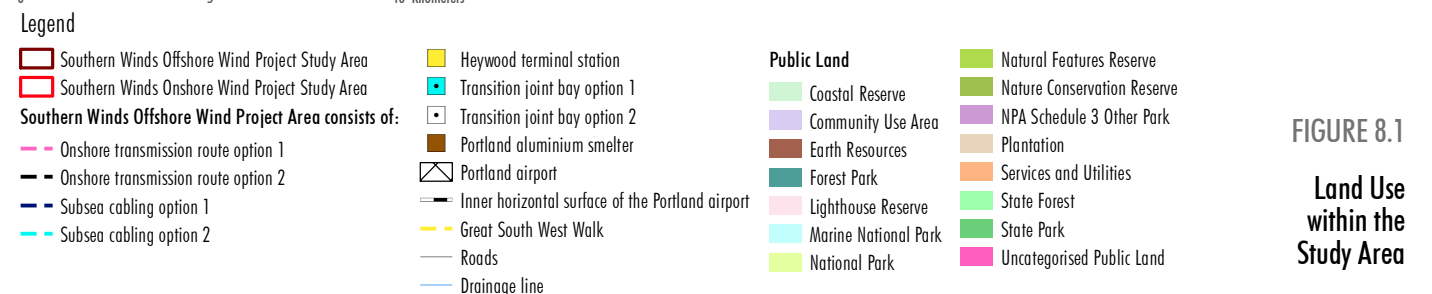 Legend
Southern Winds Offshore Wind Project Study Area
Southern Winds Onshore Wind Project Study Area
Southern Winds Offshore Wind Project Area consists of:
Onshore transmission route option 1
Onshore transmission route option 2
Subsea cabling option 1
Subsea cabling option 2
Heywood terminal station
Transition joint bay option 1
Transition joint bay option 2
Portland aluminium smelter
Portland airport
Inner horizontal surface of the Portland airport
Great South West Walk
Roads
Drainage line
Public Land
Coastal Reserve
Community Use Area
Earth Resources
Forest Park
Lighthouse Reserve
Marine National Park
National Park
Natural Features Reserve
Nature Conservation Reserve
NPA Schedule 3 Other Park
Plantation
Services and Utilities
State Forest
State Park
Uncategorised Public Land
FIGURE 8.1
Land Use
within the
Study Area